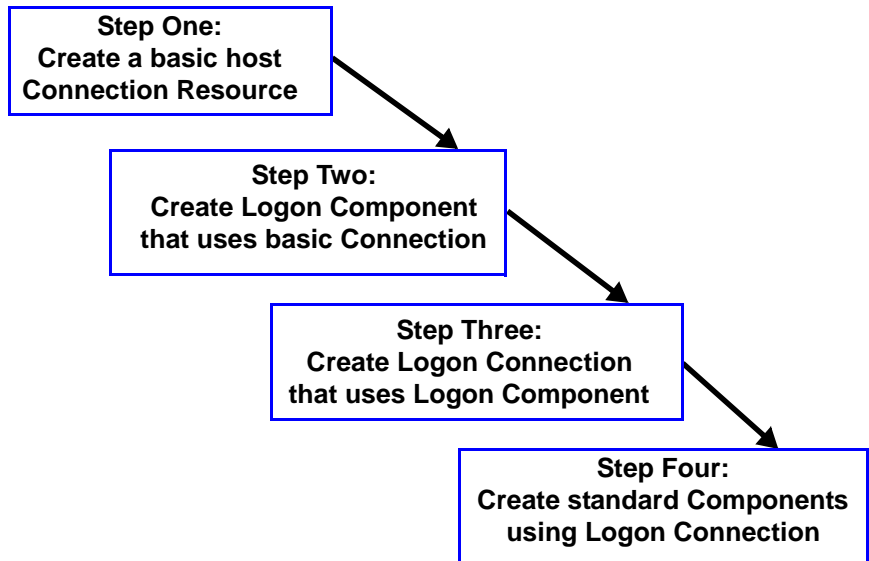 Step One:
Create a basic host
Connection Resource
Step Two:
Create Logon Component
that uses basic Connection
Step Three:
Create Logon Connection
that uses Logon Component
Step Four:
Create standard Components
using Logon Connection